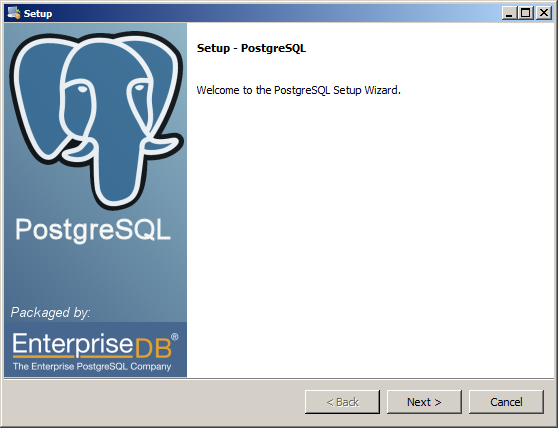 Setup
Setup - PostgreSQL
Welcome to the PostgreSQL Setup Wizard.
PostgreSQL
Packaged by:
EnterpriseDB®
The Enterprise PostgreSQL Company
< Back
Next >
Cancel